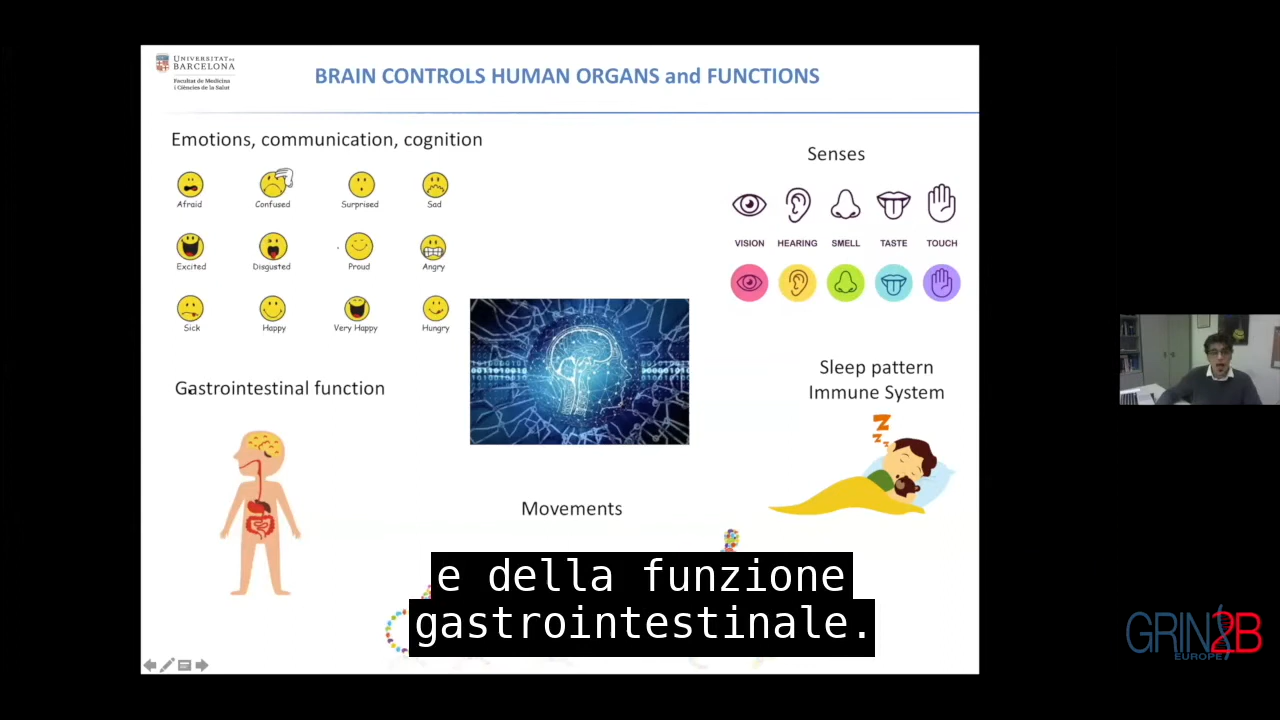 UNIVERSITAT DE
BARCELONA
Facultat de Medicina
i Ciències de la Salut
BRAIN CONTROLS HUMAN ORGANS and FUNCTIONS
Emotions, communication, cognition
Afraid
Confused
Surprised
Sad
Excited
Disgusted
Proud
Angry
Sick
Happy
Very Happy
Hungry
Senses
VISION
HEARING
SMELL
TASTE
TOUCH
Gastrointestinal function
Sleep pattern
Immune System
Z
Z
Z
Movements
e della funzione
gastrointestinale.
GRIN2B
EUROPE